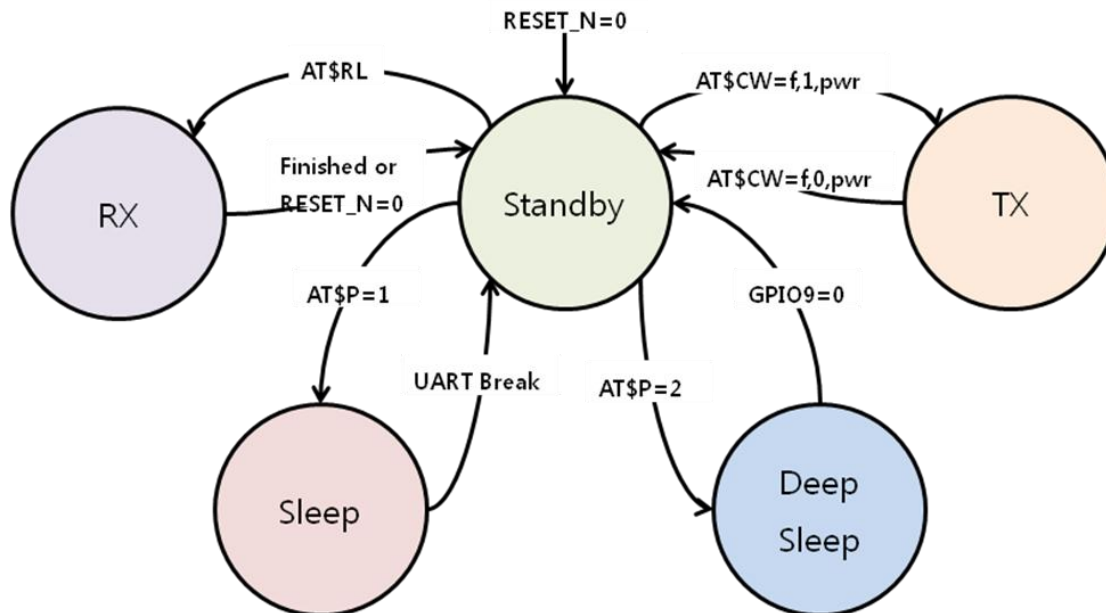 RESET_N=0
AT$RL
AT$CW=f,1,pwr
Finished or
RESET_N=0
AT$CW=f,0,pwr
RX
Standby
TX
AT$P=1
GPIO9=0
UART Break
AT$P=2
Sleep
Deep
Sleep